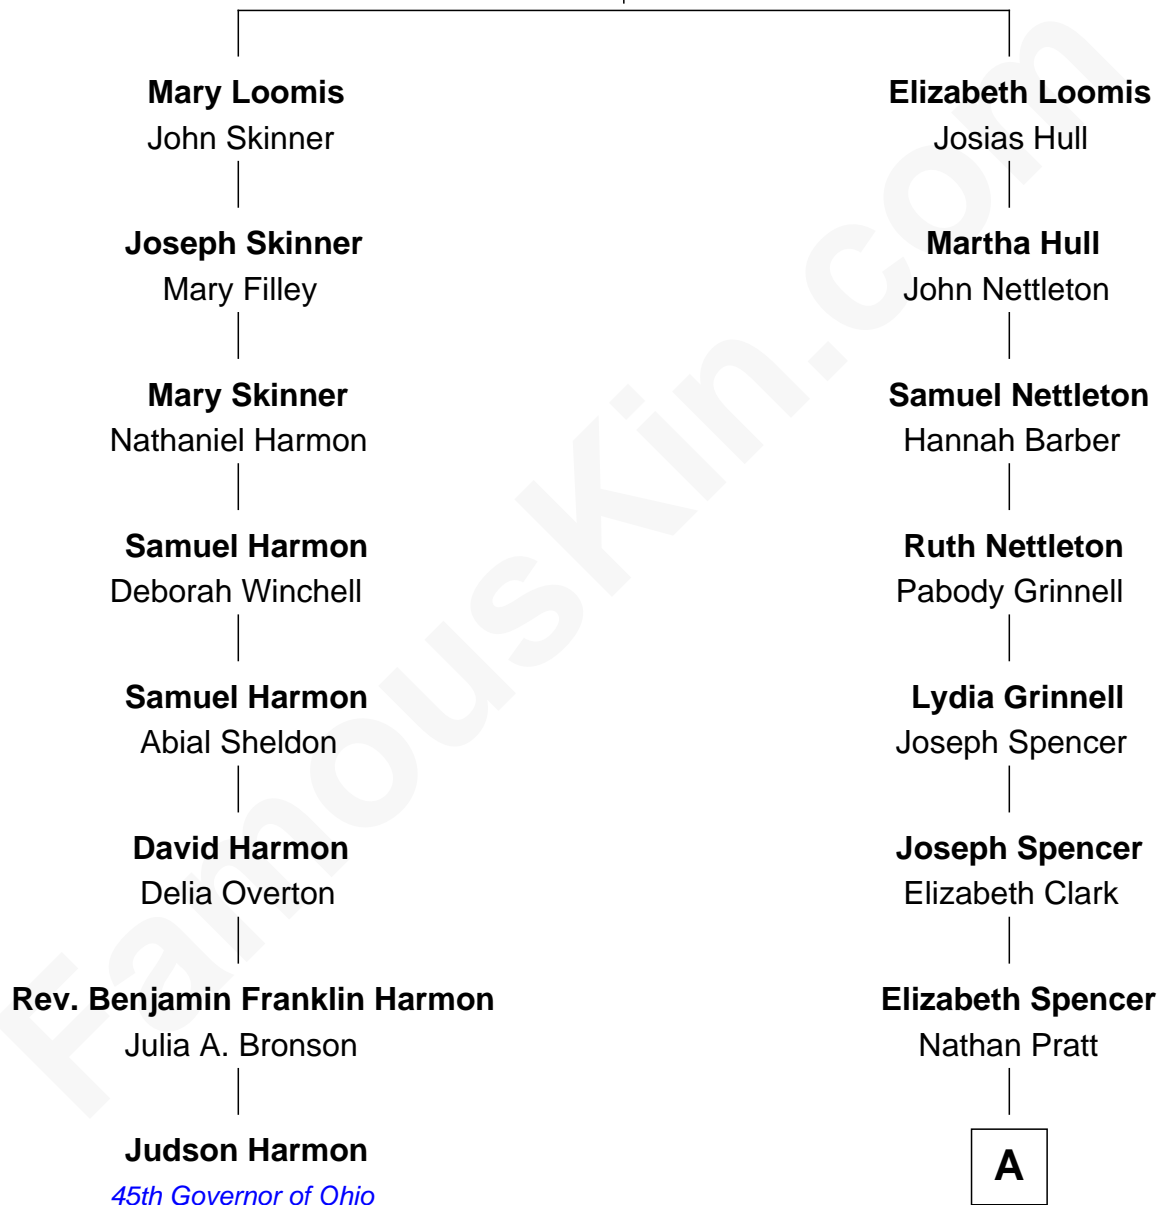 Mary Loomis
John Skinner
Joseph Skinner
Mary Filley
Mary Skinner
Nathaniel Harmon
Samuel Harmon
Deborah Winchell
Samuel Harmon
Abial Sheldon
David Harmon
Delia Overton
Rev. Benjamin Franklin Harmon
Julia A. Bronson
Judson Harmon
45th Governor of Ohio
Elizabeth Loomis
Josias Hull
Martha Hull
John Nettleton
Samuel Nettleton
Hannah Barber
Ruth Nettleton
Pabody Grinnell
Lydia Grinnell
Joseph Spencer
Joseph Spencer
Elizabeth Clark
Elizabeth Spencer
Nathan Pratt
A
FamousKin.com